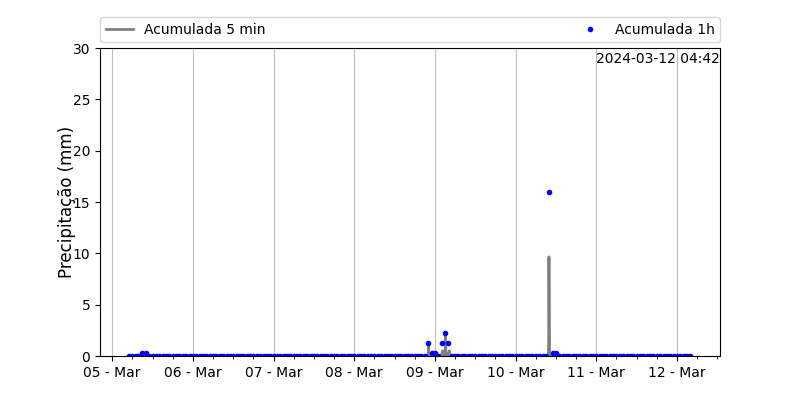 Acumulada 5 min
Acumulada 1h
2024-03-12 04:42
Precipitação (mm)
30
25
20
15
10
5
0
05 - Mar
06 - Mar
07 - Mar
08 - Mar
09 - Mar
10 - Mar
11 - Mar
12 - Mar